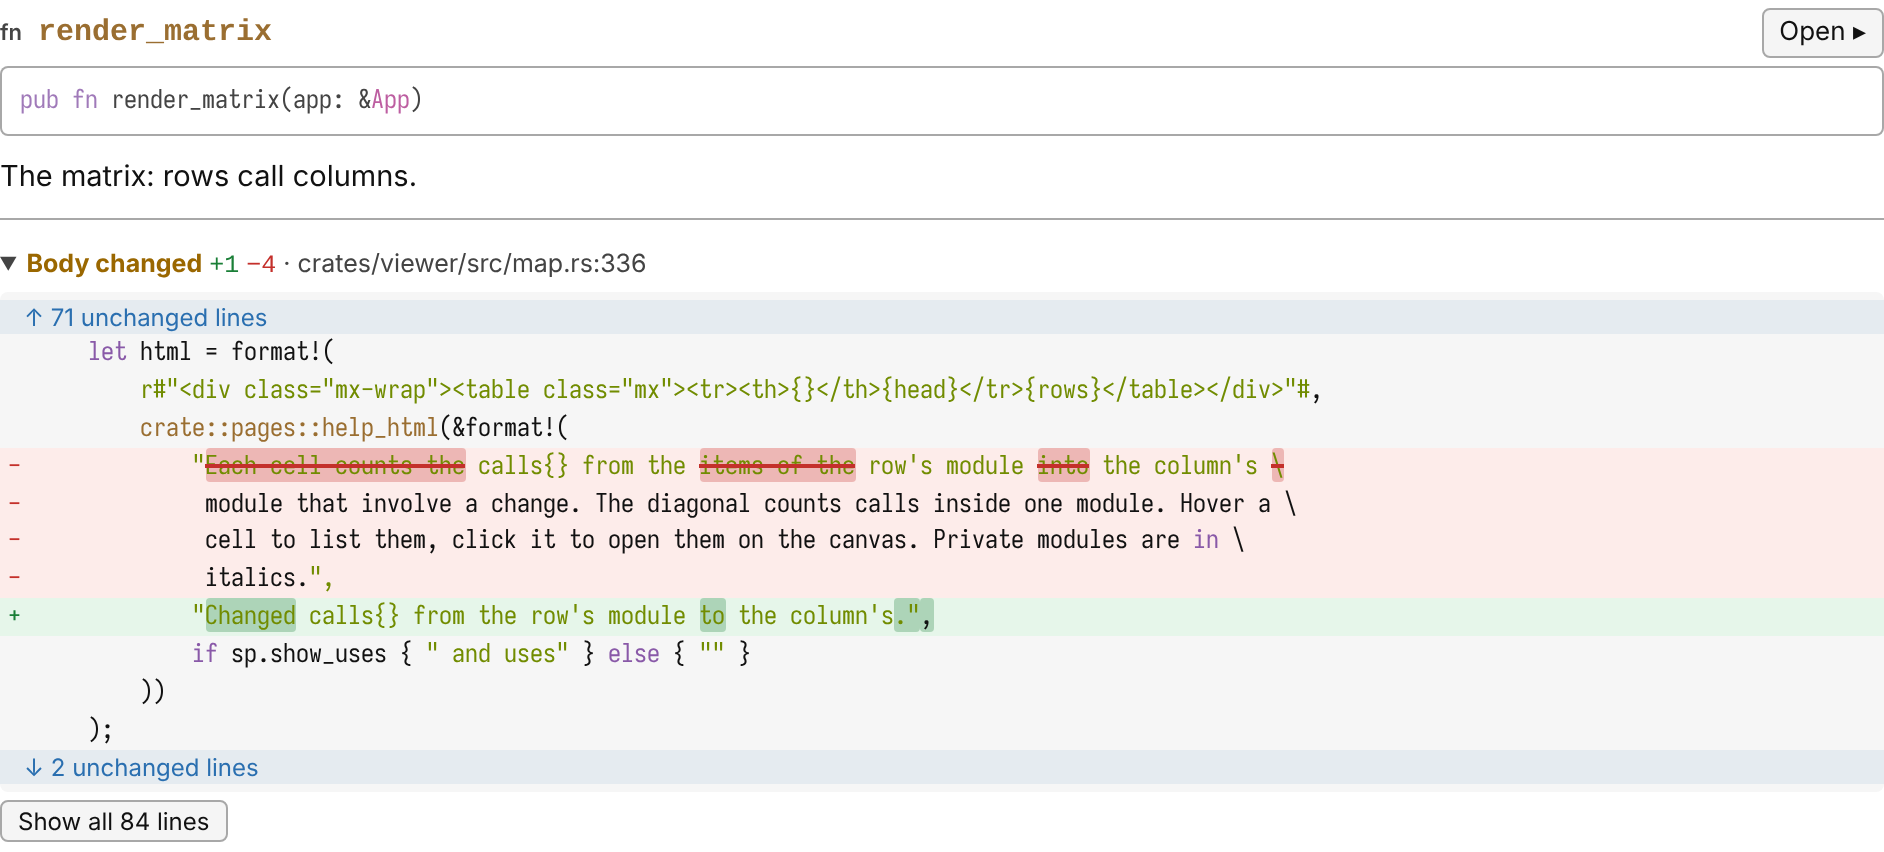 fn render_matrix
Open ▸
pub fn render_matrix(app: &App)
The matrix: rows call columns.
▼ Body changed +1 −4 · crates/viewer/src/map.rs:336
↑ 71 unchanged lines
let html = format!(
r#"<div class="mx-wrap"><table class="mx"><tr><th>{}</th>{head}</tr>{rows}</table></div>"#,
crate::pages::help_html(&format!(
− "Each cell counts the calls{} from the items of the row's module into the column's \
− module that involve a change. The diagonal counts calls inside one module. Hover a \
− cell to list them, click it to open them on the canvas. Private modules are in \
− italics.",
+ "Changed calls{} from the row's module to the column's.",
if sp.show_uses { " and uses" } else { "" }
))
);
↓ 2 unchanged lines
Show all 84 lines